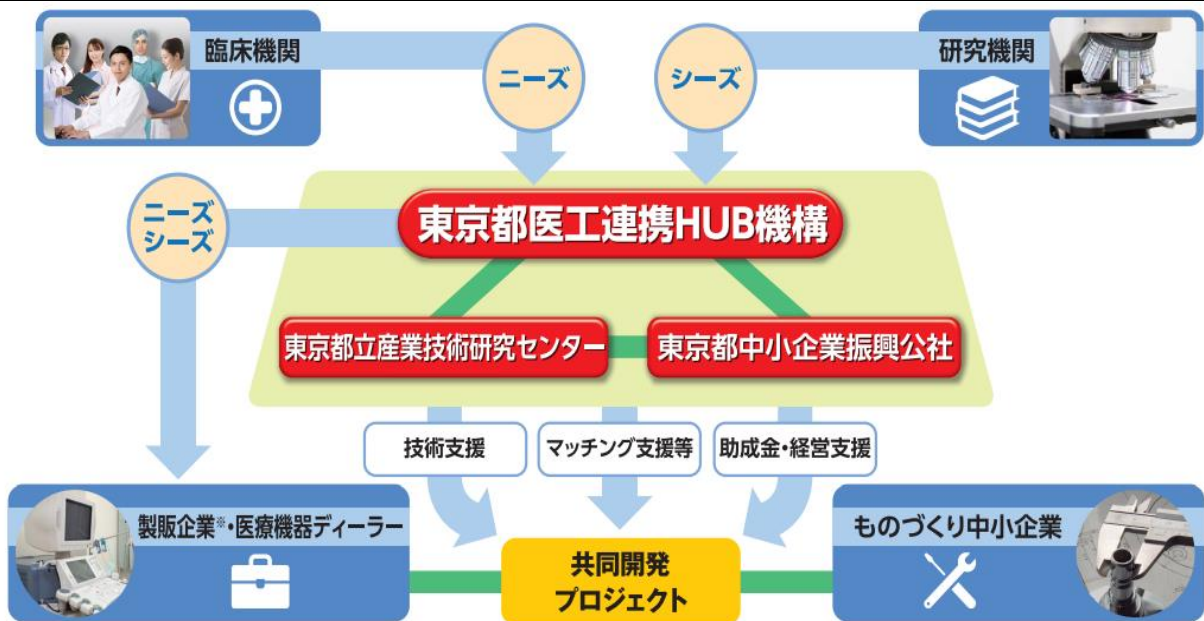 臨床機関
ニーズ
シーズ
研究機関
ニーズ
シーズ
東京都医工連携HUB機構
東京都立産業技術研究センター
東京都中小企業振興公社
技術支援
マッチング支援等
助成金・経営支援
製販企業※・医療機器ディーラー
共同開発
プロジェクト
ものづくり中小企業